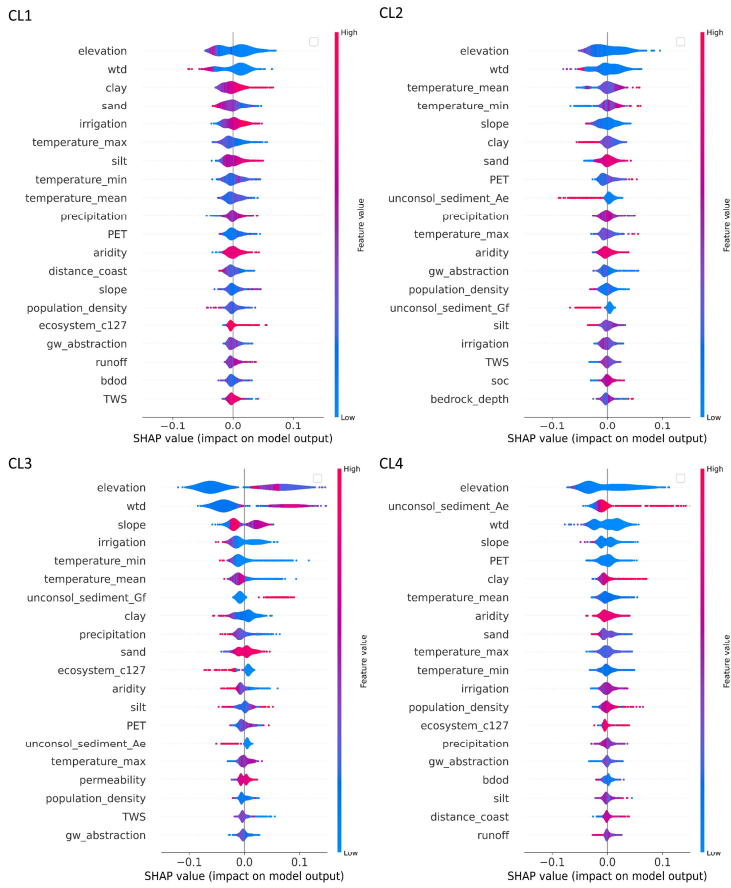 CL1
High
elevation
wtd
clay
sand
irrigation
temperature_max
silt
temperature_min
temperature_mean
precipitation
PET
aridity
distance_coast
slope
population_density
ecosystem_c127
gw_abstraction
runoff
bdod
TWS
Low
Feature value
−0.1 0.0 0.1
SHAP value (impact on model output)
CL2
High
elevation
wtd
temperature_mean
temperature_min
slope
clay
sand
PET
unconsol_sediment_Ae
precipitation
temperature_max
aridity
gw_abstraction
population_density
unconsol_sediment_Gf
silt
irrigation
TWS
soc
bedrock_depth
Low
Feature value
−0.1 0.0 0.1
SHAP value (impact on model output)
CL3
High
elevation
wtd
slope
irrigation
temperature_min
temperature_mean
unconsol_sediment_Gf
clay
precipitation
sand
ecosystem_c127
aridity
silt
PET
unconsol_sediment_Ae
temperature_max
permeability
population_density
TWS
gw_abstraction
Low
Feature value
−0.1 0.0 0.1
SHAP value (impact on model output)
CL4
High
elevation
unconsol_sediment_Ae
wtd
slope
PET
clay
temperature_mean
aridity
sand
temperature_max
temperature_min
irrigation
population_density
ecosystem_c127
precipitation
gw_abstraction
bdod
silt
distance_coast
runoff
Low
Feature value
−0.1 0.0 0.1
SHAP value (impact on model output)